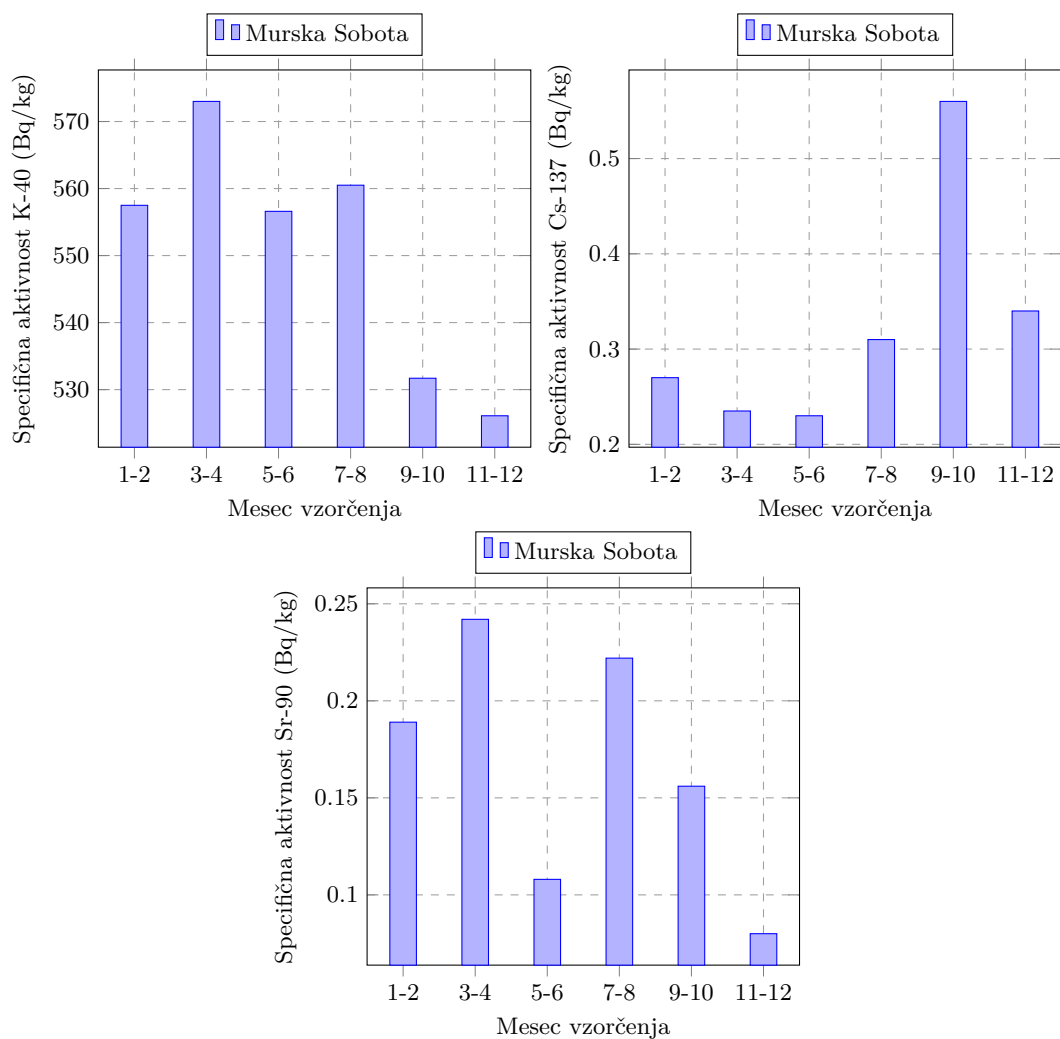 Murska Sobota
Specifična aktivnost K-40 (Bq/kg)
570
560
550
540
530
1-2 3-4 5-6 7-8 9-10 11-12
Mesec vzorčenja
Murska Sobota
Specifična aktivnost Cs-137 (Bq/kg)
0.5
0.4
0.3
0.2
1-2 3-4 5-6 7-8 9-10 11-12
Mesec vzorčenja
Murska Sobota
Specifična aktivnost Sr-90 (Bq/kg)
0.25
0.2
0.15
0.1
1-2 3-4 5-6 7-8 9-10 11-12
Mesec vzorčenja